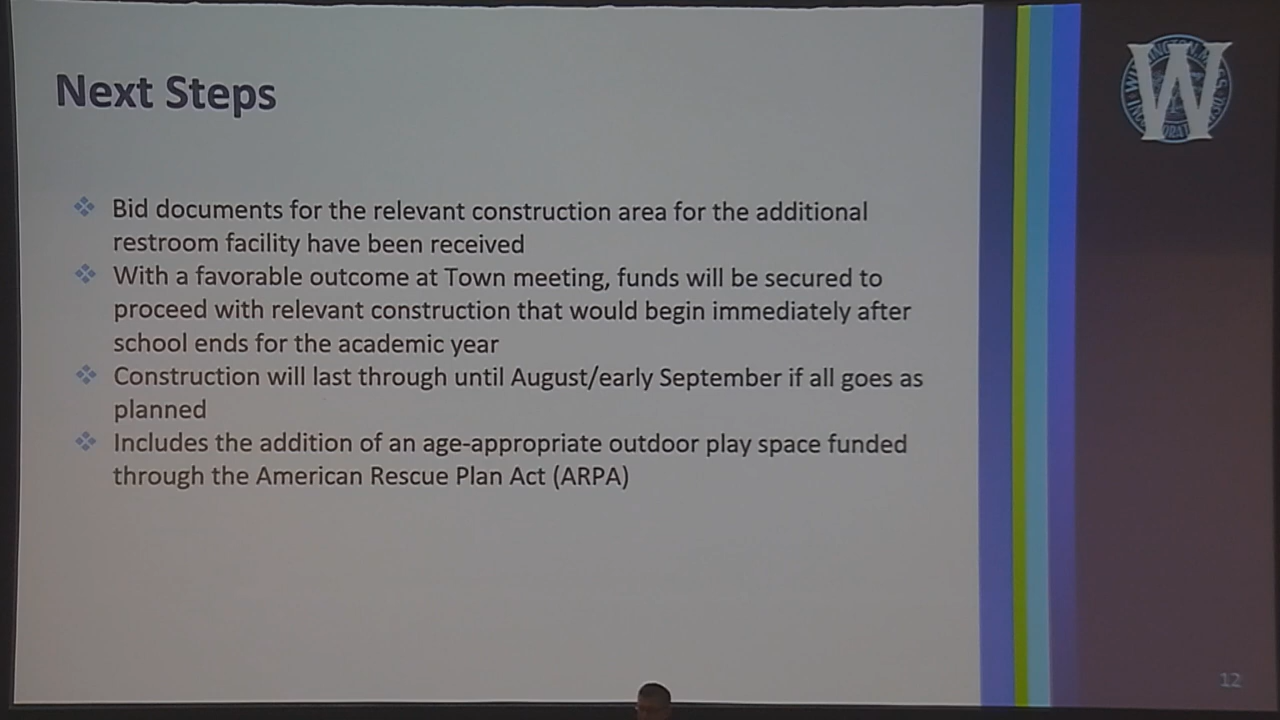 Next Steps
W
Bid documents for the relevant construction area for the additional
restroom facility have been received
With a favorable outcome at Town meeting, funds will be secured to
proceed with relevant construction that would begin immediately after
school ends for the academic year
Construction will last through until August/early September if all goes as
planned
Includes the addition of an age-appropriate outdoor play space funded
through the American Rescue Plan Act (ARPA)
12